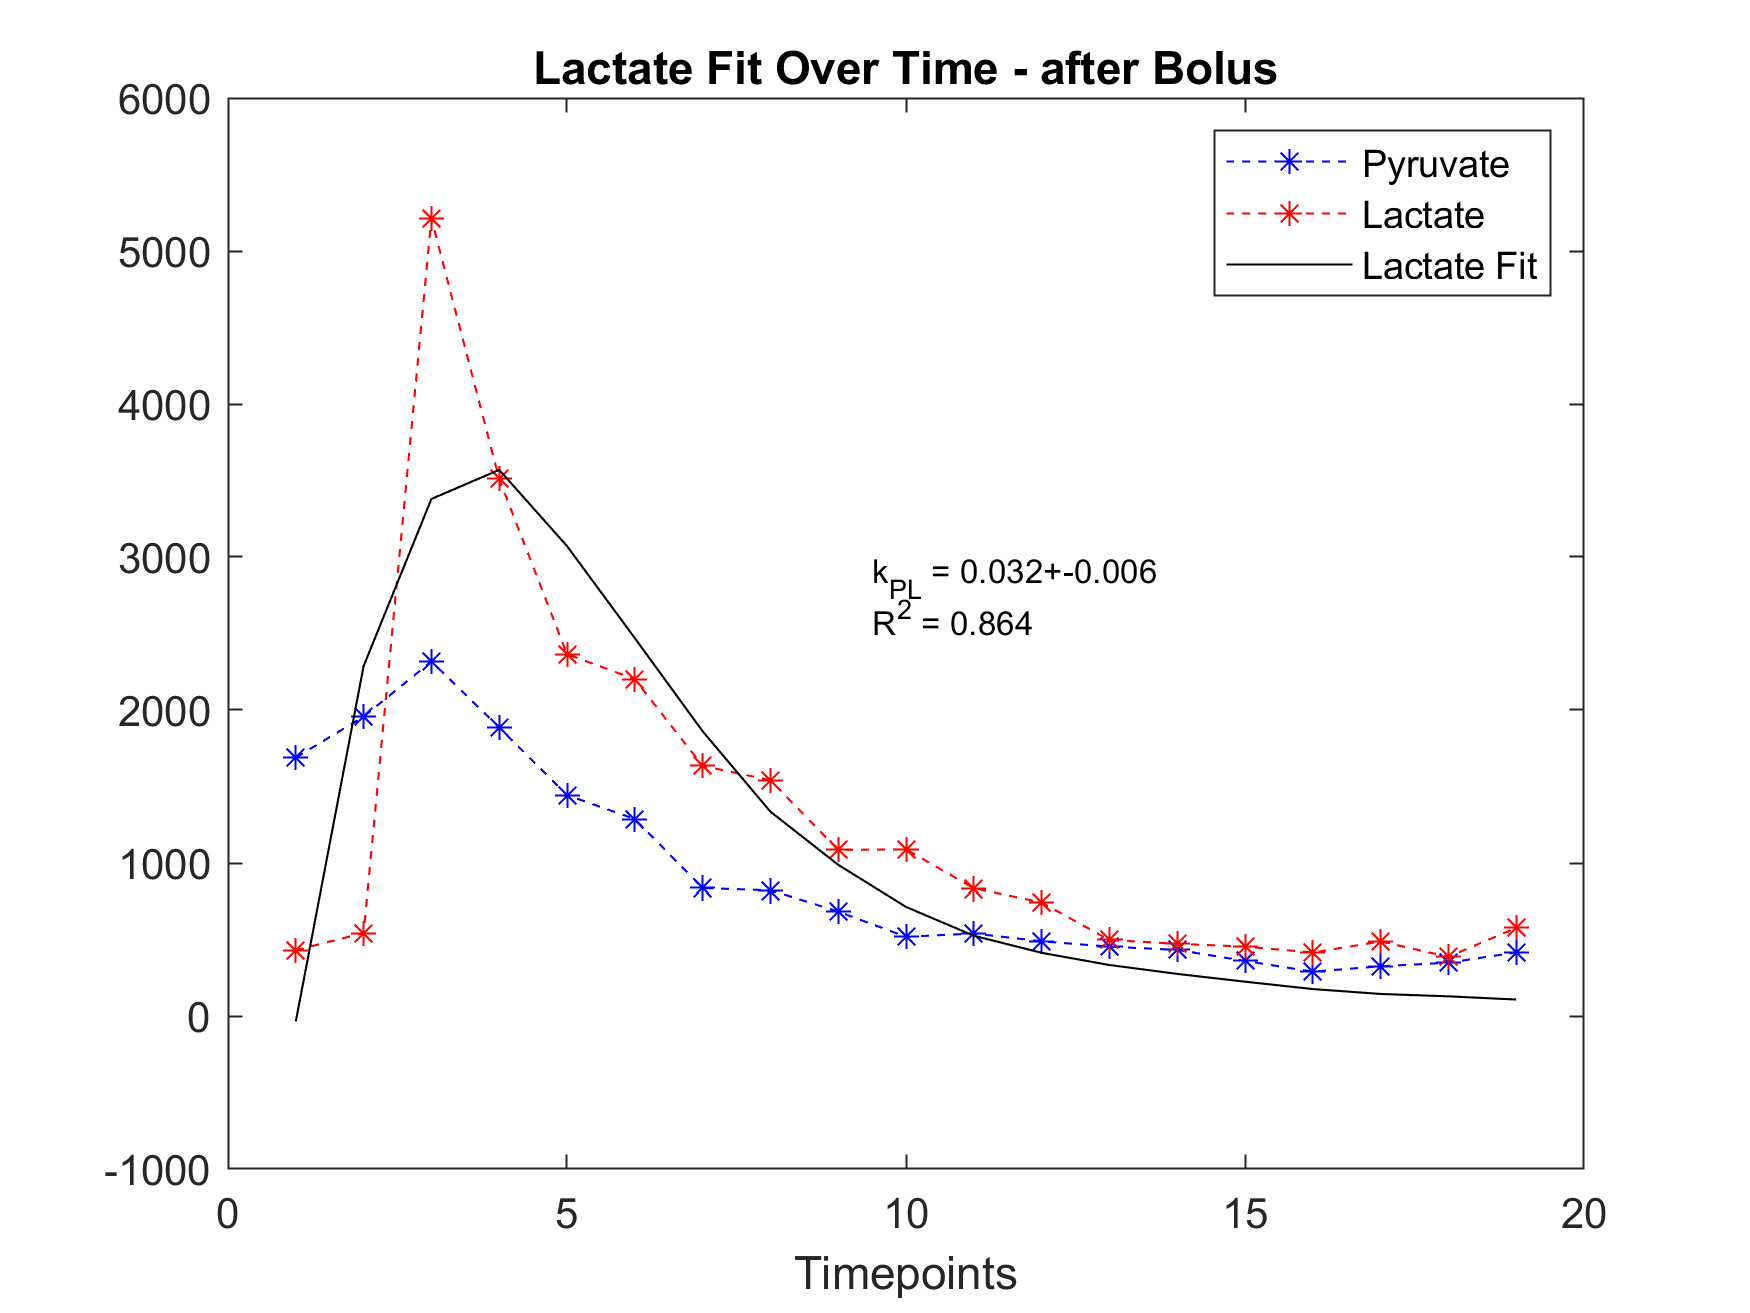 Lactate Fit Over Time - after Bolus
6000
5000
4000
3000
2000
1000
0
-1000
Pyruvate
Lactate
Lactate Fit
k_PL = 0.032+-0.006
R^2 = 0.864
0 5 10 15 20
Timepoints